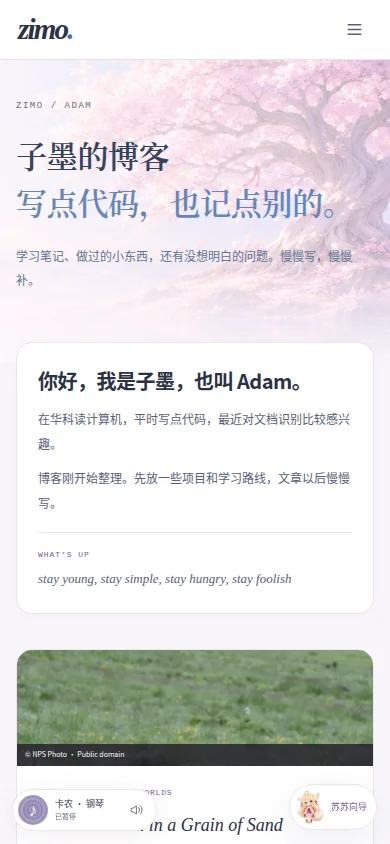 zimo.
ZIMO / ADAM
子墨的博客
写点代码，也记点别的。
学习笔记、做过的小东西，还有没想明白的问题。慢慢写，慢慢
补。
你好，我是子墨，也叫 Adam。
在华科读计算机，平时写点代码，最近对文档识别比较感兴
趣。
博客刚开始整理。先放一些项目和学习路线，文章以后慢慢
写。
WHAT'S UP
stay young, stay simple, stay hungry, stay foolish
© NPS Photo · Public domain
ORLDS
in a Grain of Sand
卡农 · 钢琴
已暂停
苏苏向导